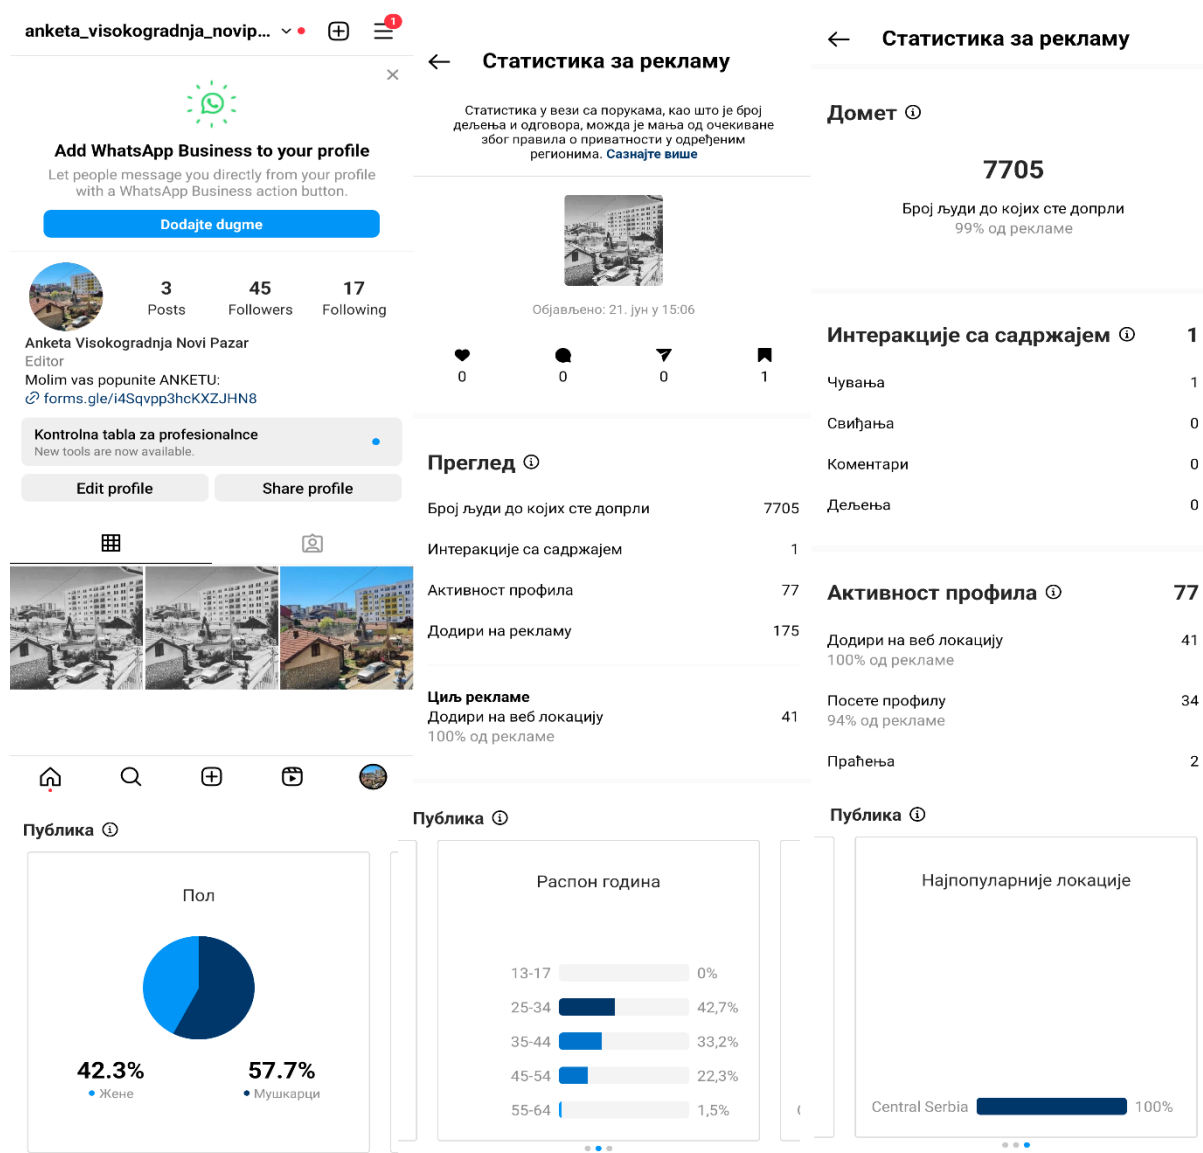 anketa_visokogradnja_novip...
1
Add WhatsApp Business to your profile
Let people message you directly from your profile
with a WhatsApp Business action button.
Dodajte dugme
3 45 17
Posts Followers Following
Anketa Visokogradnja Novi Pazar
Editor
Molim vas popunite ANKETU:
forms.gle/i4Sqvpp3hcKXZJHN8
Kontrolna tabla za profesionalnce
New tools are now available.
Edit profile Share profile
Статистика за рекламу
Статистика у вези са порукама, као што је број
дељења и одговора, можда је мања од очекиване
због правила о приватности у одређеним
регионима. Сазнајте више
Објављено: 21. јун у 15:06
0 0 0 1
Преглед
Број људи до којих сте допрли 7705
Интеракције са садржајем 1
Активност профила 77
Додири на рекламу 175
Циљ рекламе
Додири на веб локацију 41
100% од рекламе
Статистика за рекламу
Домет
7705
Број људи до којих сте допрли
99% од рекламе
Интеракције са садржајем 1
Чувања 1
Свиђања 0
Коментари 0
Дељења 0
Активност профила 77
Додири на веб локацију 41
100% од рекламе
Посете профилу 34
94% од рекламе
Праћења 2
Публика
Пол
42.3% 57.7%
Жене Мушкарци
Публика
Распон година
13-17 0%
25-34 42,7%
35-44 33,2%
45-54 22,3%
55-64 1,5%
Публика
Најпопуларније локације
Central Serbia 100%